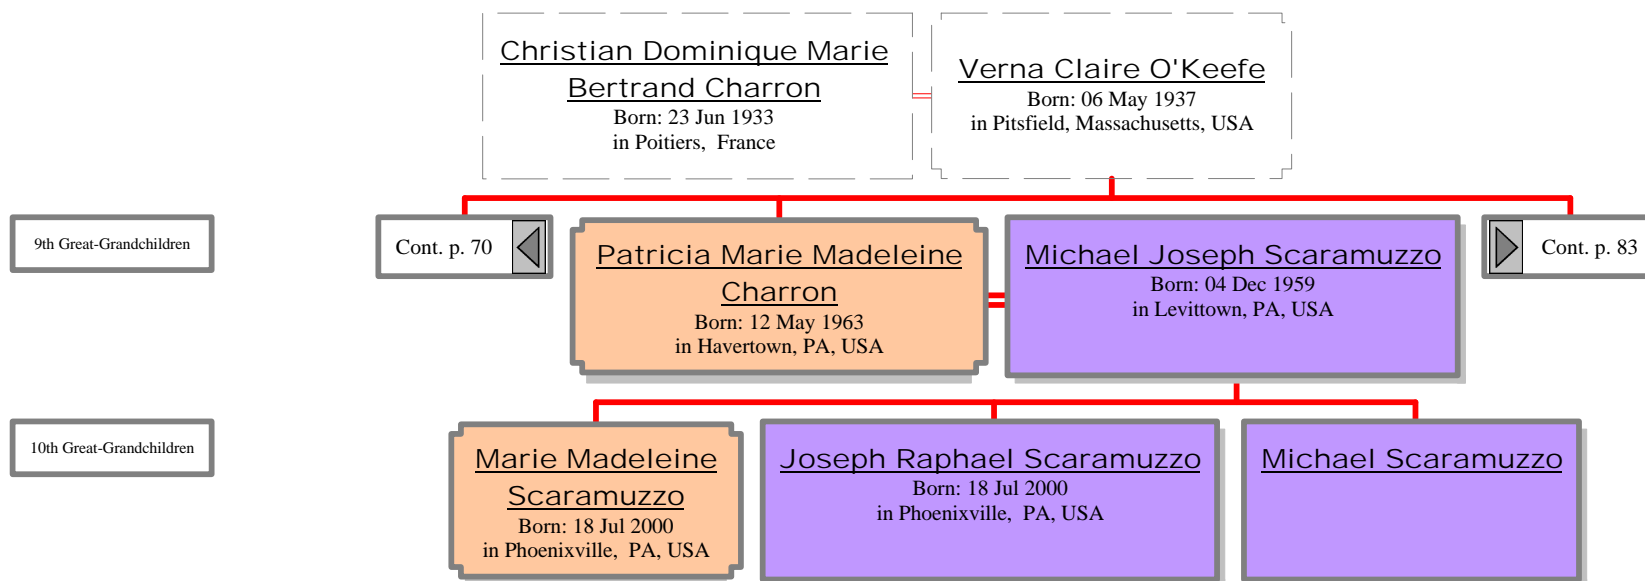 Christian Dominique Marie
Bertrand Charron
Born: 23 Jun 1933
in Poitiers, France
Verna Claire O'Keefe
Born: 06 May 1937
in Pitsfield, Massachusetts, USA
9th Great-Grandchildren
Cont. p. 70
Patricia Marie Madeleine
Charron
Born: 12 May 1963
in Havertown, PA, USA
Michael Joseph Scaramuzzo
Born: 04 Dec 1959
in Levittown, PA, USA
Cont. p. 83
10th Great-Grandchildren
Marie Madeleine
Scaramuzzo
Born: 18 Jul 2000
in Phoenixville, PA, USA
Joseph Raphael Scaramuzzo
Born: 18 Jul 2000
in Phoenixville, PA, USA
Michael Scaramuzzo